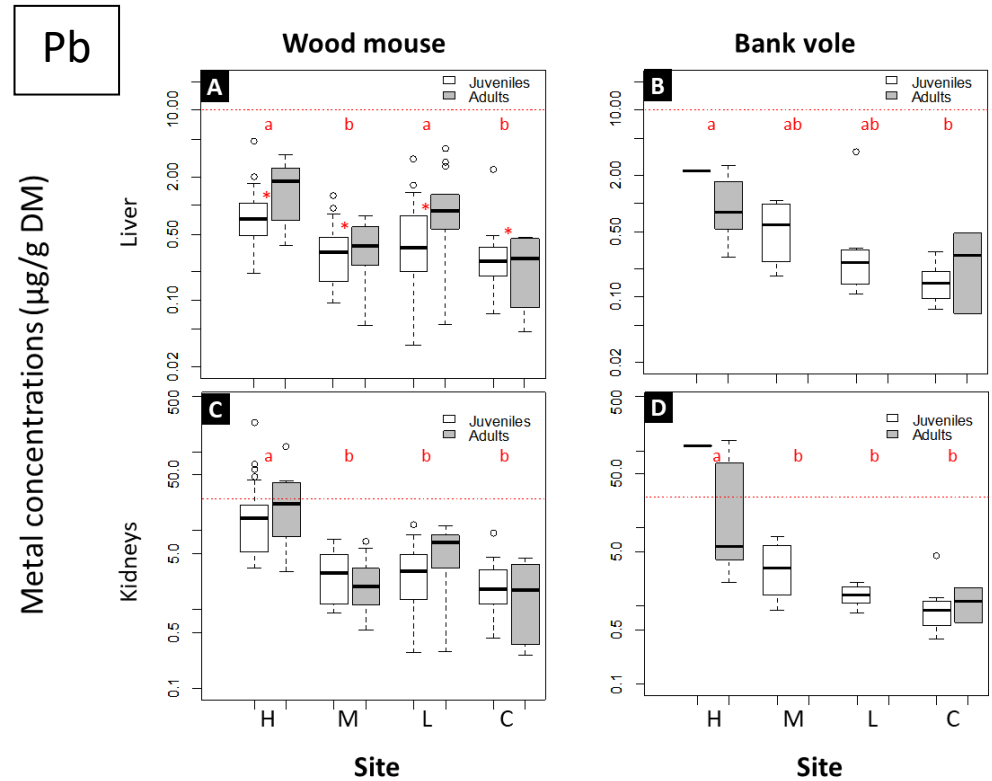 Pb
Wood mouse
Bank vole
Metal concentrations (µg/g DM)
Liver
Kidneys
A
Juveniles
Adults
a b a b
*
*
*
*
10.00
2.00
0.50
0.10
0.02
B
Juveniles
Adults
a ab ab b
10.00
2.00
0.50
0.10
0.02
C
Juveniles
Adults
a b b b
500
50.0
5.0
0.5
0.1
H M L C
Site
D
Juveniles
Adults
a b b b
500
50.0
5.0
0.5
0.1
H M L C
Site